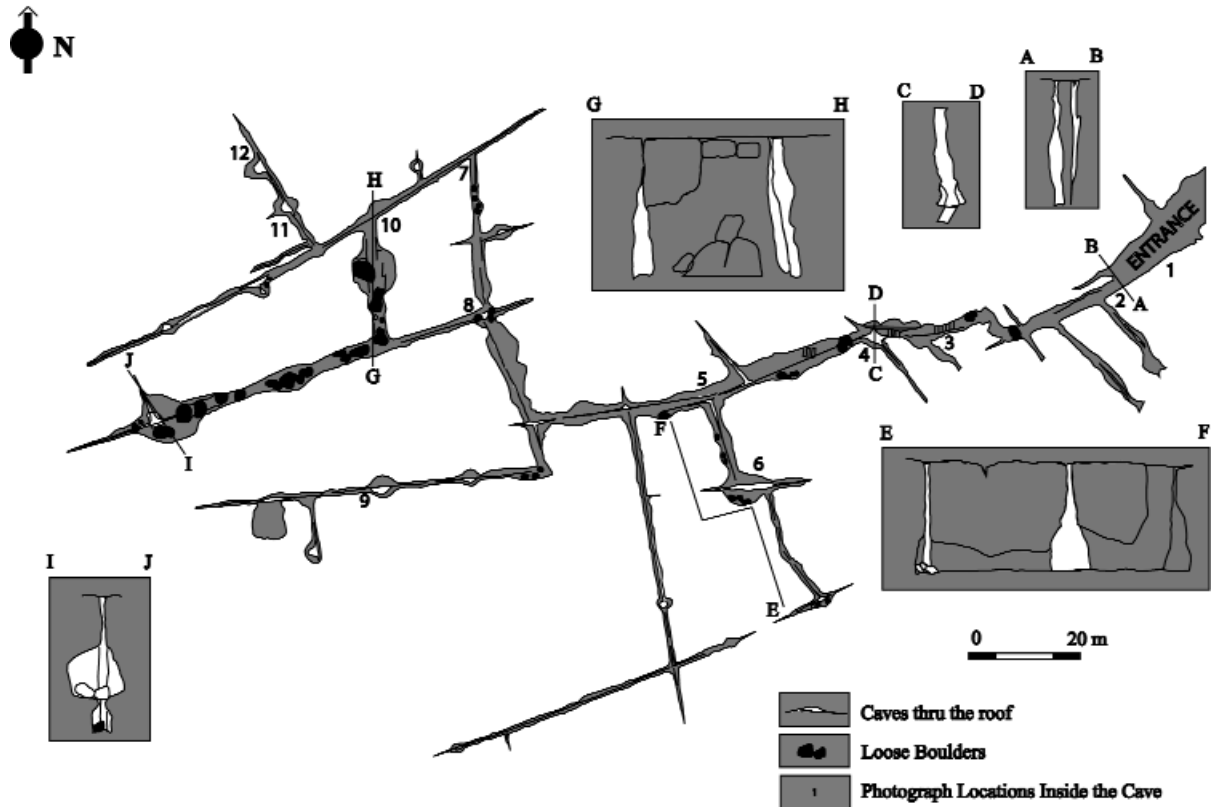 N
A B
C D
G H
12
H
7
11
10
ENTRANCE
1
B
A
2
D
8
3
4
C
J
G
5
F
I
6
E F
9
E
I J
0 20 m
Caves thru the roof
Loose Boulders
1 Photograph Locations Inside the Cave